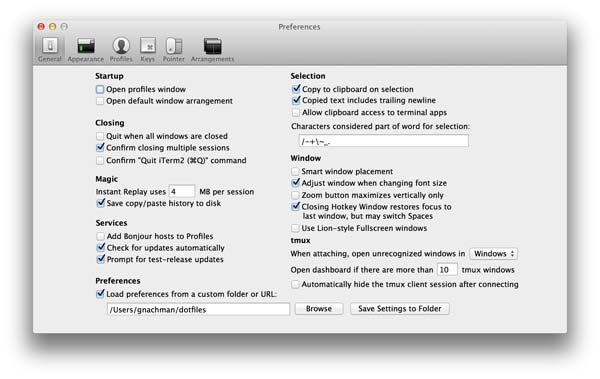 Preferences
General Appearance Profiles Keys Pointer Arrangements
Startup
Open profiles window
Open default window arrangement
Closing
Quit when all windows are closed
Confirm closing multiple sessions
Confirm "Quit iTerm2 (⌘Q)" command
Magic
Instant Replay uses 4 MB per session
Save copy/paste history to disk
Services
Add Bonjour hosts to Profiles
Check for updates automatically
Prompt for test-release updates
Preferences
Load preferences from a custom folder or URL:
/Users/gnachman/dotfiles
Browse
Save Settings to Folder
Selection
Copy to clipboard on selection
Copied text includes trailing newline
Allow clipboard access to terminal apps
Characters considered part of word for selection:
/-+\~_.
Window
Smart window placement
Adjust window when changing font size
Zoom button maximizes vertically only
Closing Hotkey Window restores focus to
last window, but may switch Spaces
Use Lion-style Fullscreen windows
tmux
When attaching, open unrecognized windows in Windows
Open dashboard if there are more than 10 tmux windows
Automatically hide the tmux client session after connecting